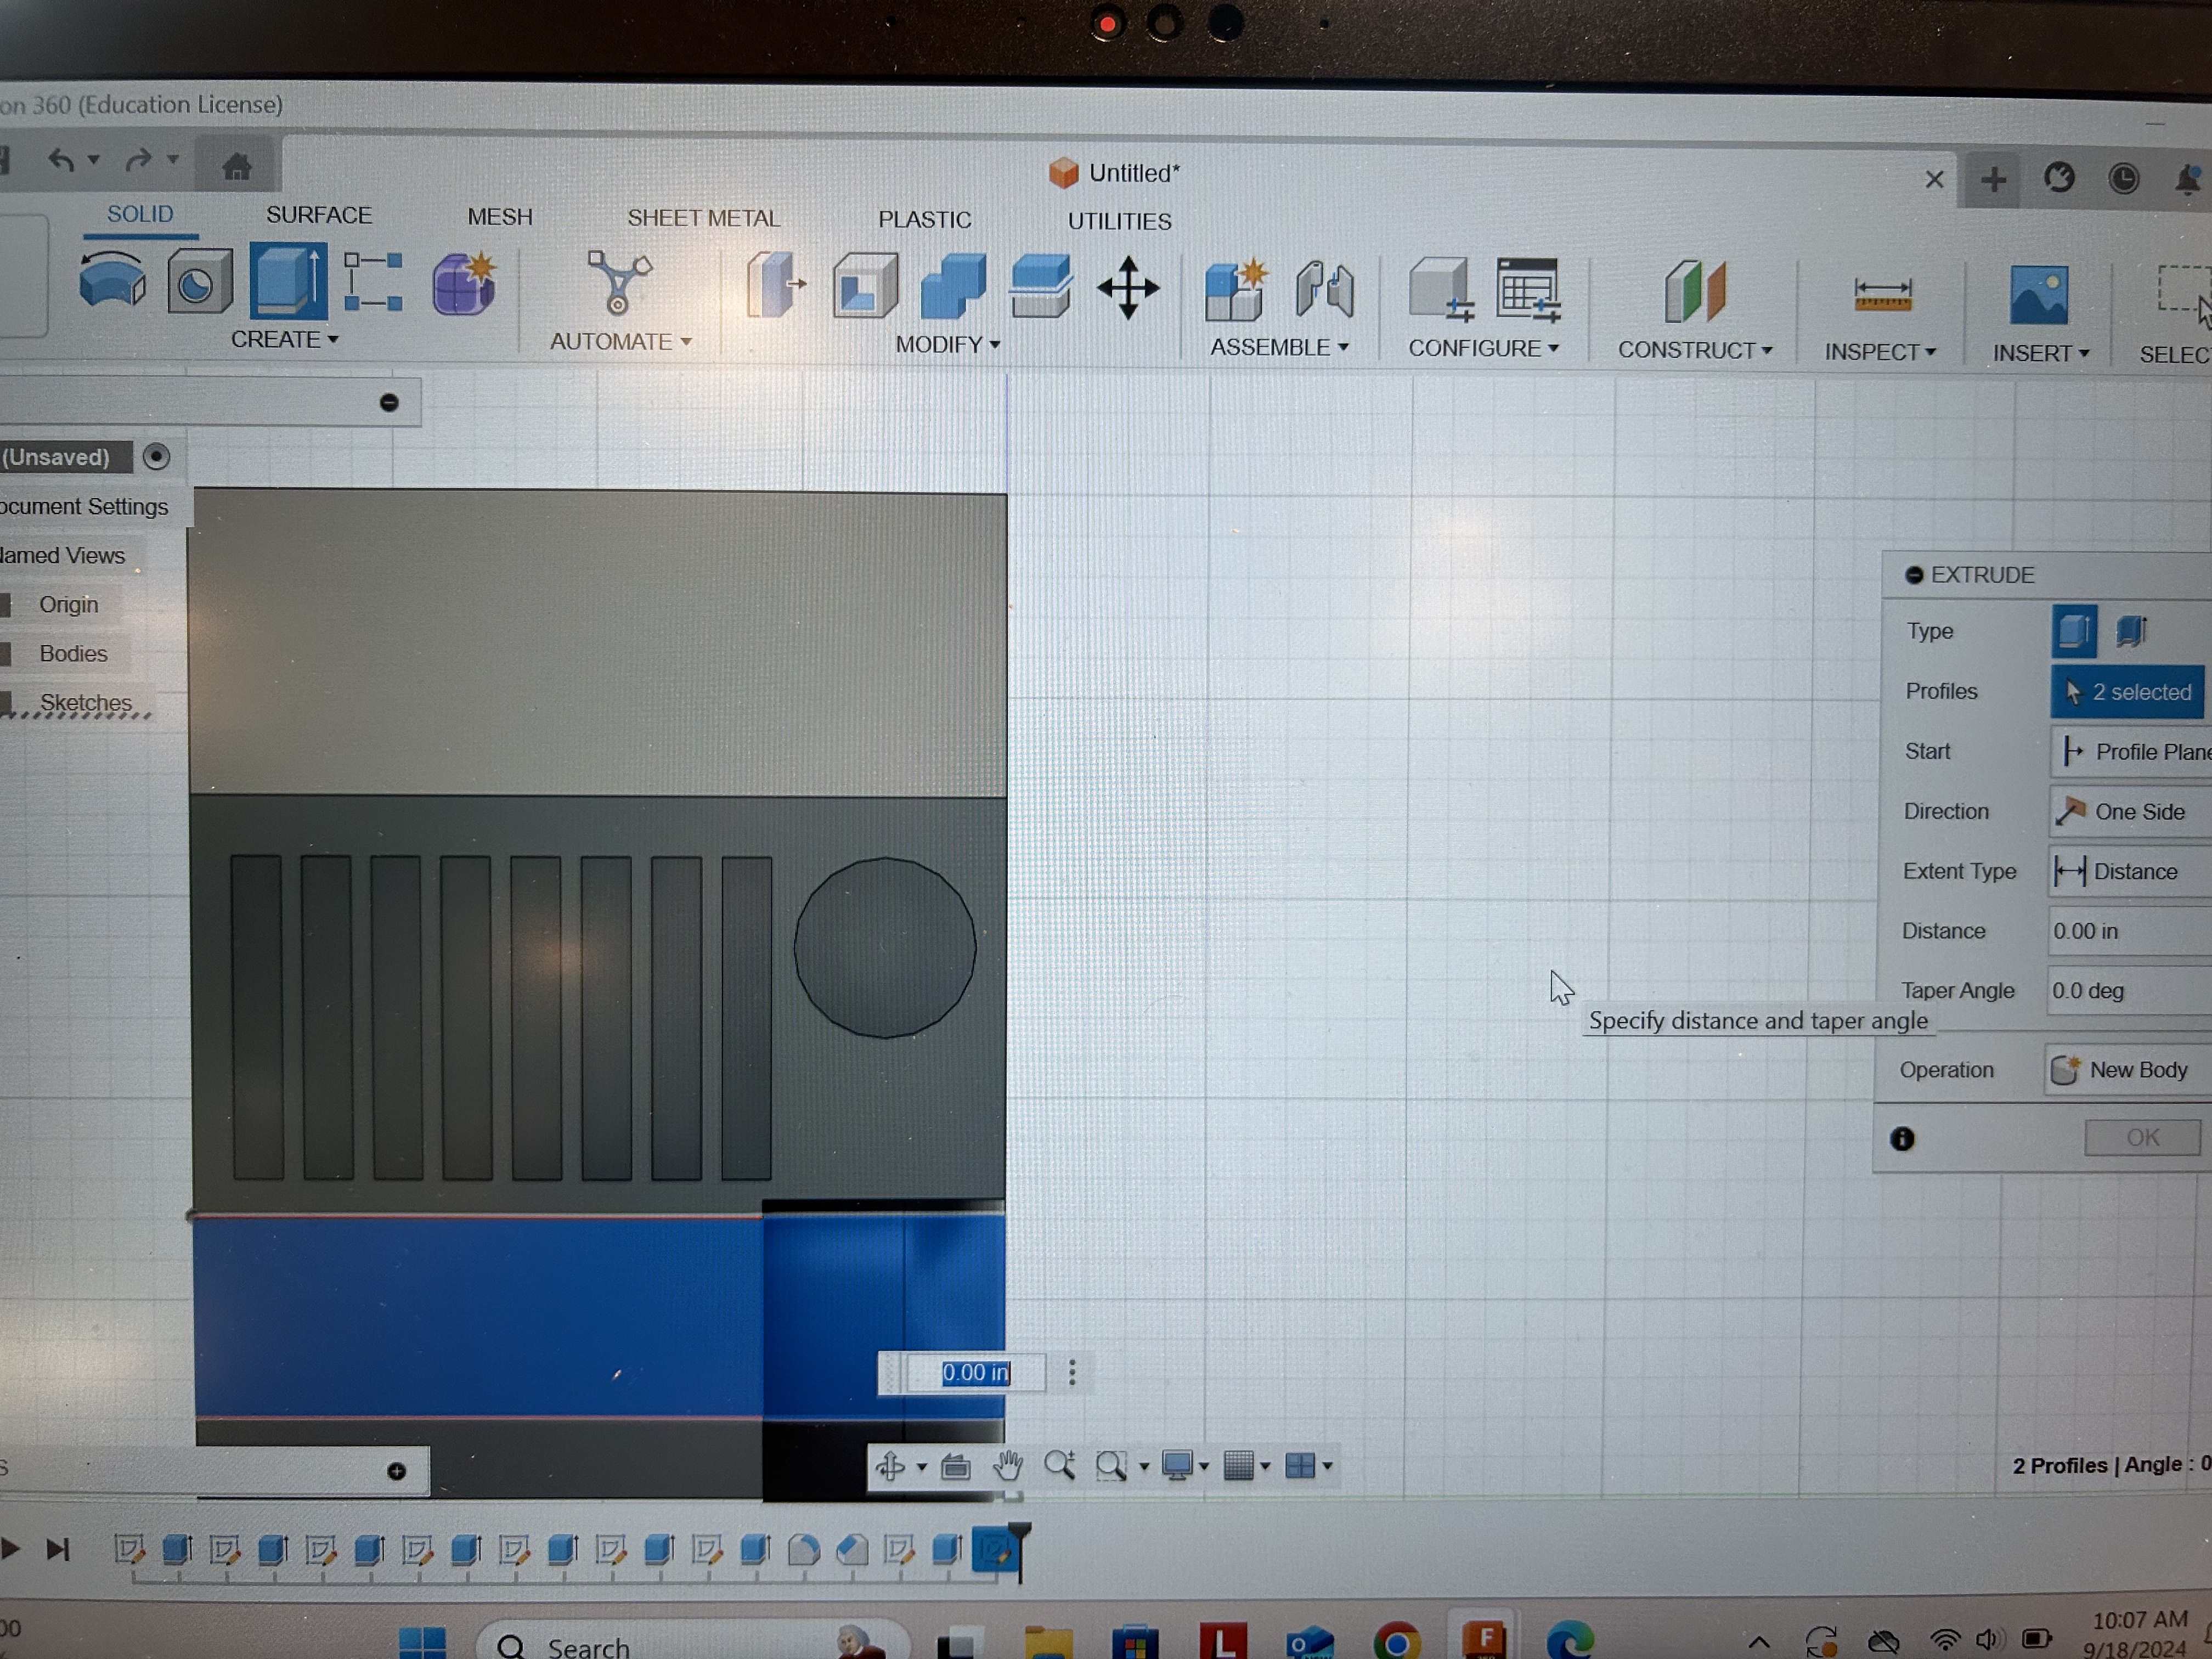 on 360 (Education License)
Untitled*
SOLID SURFACE MESH SHEET METAL PLASTIC UTILITIES
CREATE AUTOMATE MODIFY ASSEMBLE CONFIGURE CONSTRUCT INSPECT INSERT SELEC
(Unsaved)
ocument Settings
Named Views
Origin
Bodies
Sketches
EXTRUDE
Type
Profiles 2 selected
Start Profile Plane
Direction One Side
Extent Type Distance
Distance 0.00 in
Taper Angle 0.0 deg
Specify distance and taper angle
Operation New Body
OK
0.00 in
S
2 Profiles | Angle : 0
00
Search
L
F
10:07 AM
9/18/2024